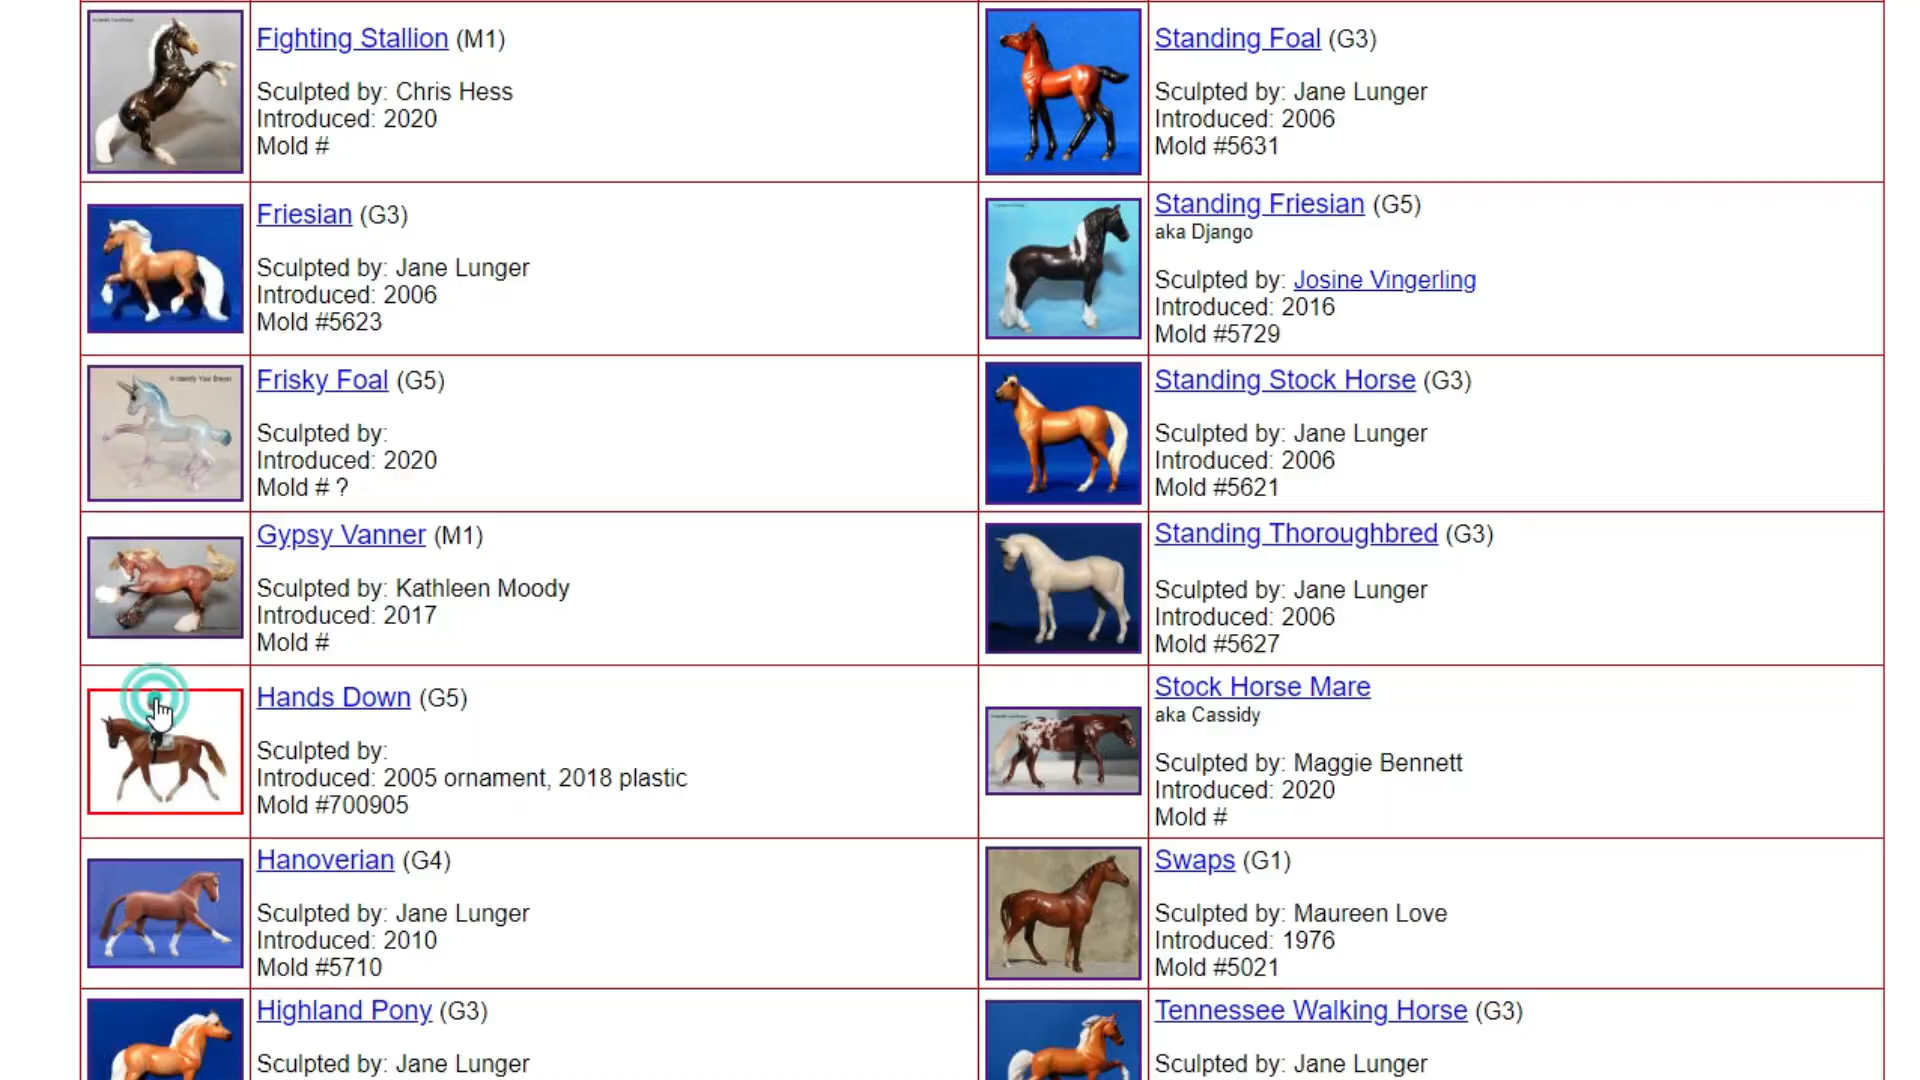 Fighting Stallion (M1)
Sculpted by: Chris Hess
Introduced: 2020
Mold #
Standing Foal (G3)
Sculpted by: Jane Lunger
Introduced: 2006
Mold #5631
Friesian (G3)
Sculpted by: Jane Lunger
Introduced: 2006
Mold #5623
Standing Friesian (G5)
aka Django
Sculpted by: Josine Vingerling
Introduced: 2016
Mold #5729
© Identify Your Breyer
Frisky Foal (G5)
Sculpted by:
Introduced: 2020
Mold # ?
Standing Stock Horse (G3)
Sculpted by: Jane Lunger
Introduced: 2006
Mold #5621
Gypsy Vanner (M1)
Sculpted by: Kathleen Moody
Introduced: 2017
Mold #
Standing Thoroughbred (G3)
Sculpted by: Jane Lunger
Introduced: 2006
Mold #5627
Hands Down (G5)
Sculpted by:
Introduced: 2005 ornament, 2018 plastic
Mold #700905
Stock Horse Mare
aka Cassidy
Sculpted by: Maggie Bennett
Introduced: 2020
Mold #
Hanoverian (G4)
Sculpted by: Jane Lunger
Introduced: 2010
Mold #5710
Swaps (G1)
Sculpted by: Maureen Love
Introduced: 1976
Mold #5021
Highland Pony (G3)
Sculpted by: Jane Lunger
Tennessee Walking Horse (G3)
Sculpted by: Jane Lunger